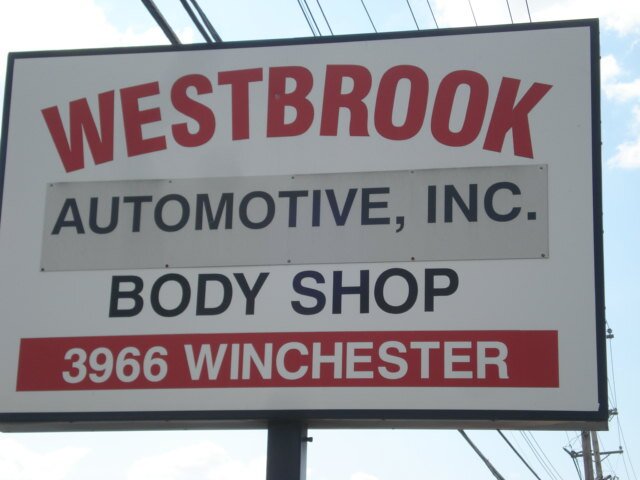 WESTBROOK
AUTOMOTIVE, INC.
BODY SHOP
3966 WINCHESTER